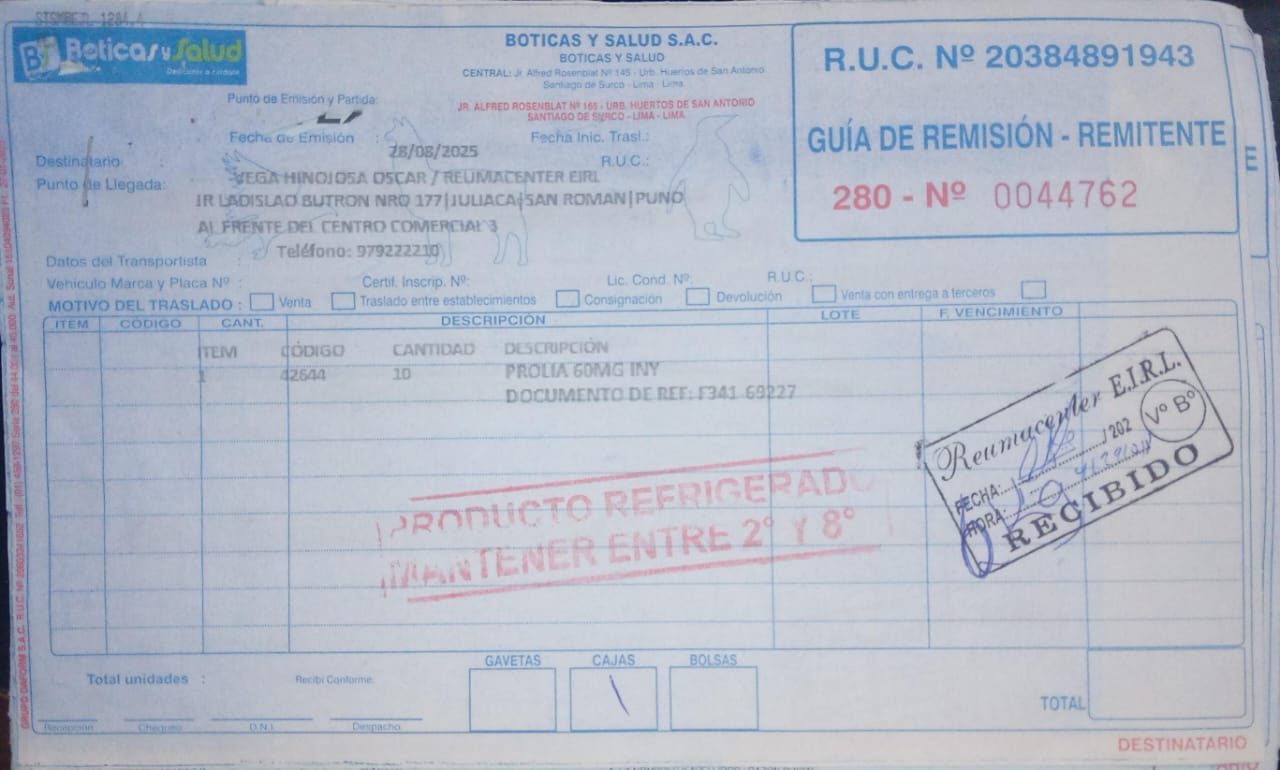 STSMBEJL 1284.4
Boticas y Salud
Dedicados a cuidarte
BOTICAS Y SALUD S.A.C.
BOTICAS Y SALUD
CENTRAL: Jr. Alfred Rosenblat Nº 145 - Urb. Huertos de San Antonio
Santiago de Surco - Lima - Lima
R.U.C. Nº 20384891943
GUÍA DE REMISIÓN - REMITENTE
280 - Nº 0044762
Punto de Emisión y Partida:
JR. ALFRED ROSENBLAT Nº 165 - URB. HUERTOS DE SAN ANTONIO
SANTIAGO DE SURCO - LIMA - LIMA
Fecha de Emisión : 28/08/2025 Fecha Inic. Trasl.:
Destinatario : VEGA HINOJOSA OSCAR / REUMACENTER EIRL R.U.C.:
Punto de Llegada: JR LADISLAO BUTRON NRO 177|JULIACA|SAN ROMAN|PUNO
AL FRENTE DEL CENTRO COMERCIAL 3
Teléfono: 979222210
Datos del Transportista :
Vehículo Marca y Placa Nº : Certif. Inscrip. Nº: Lic. Cond. Nº: R.U.C.:
MOTIVO DEL TRASLADO : Venta Traslado entre establecimientos Consignación Devolución Venta con entrega a terceros
ITEM CÓDIGO CANT. DESCRIPCIÓN LOTE F. VENCIMIENTO
ITEM CÓDIGO CANTIDAD DESCRIPCIÓN
1 42644 10 PROLIA 60MG INY
DOCUMENTO DE REF: F341 69227
PRODUCTO REFRIGERADO
MANTENER ENTRE 2º Y 8º
Reumacenter E.I.R.L.
FECHA: / /202 Vº Bº
HORA:
RECIBIDO
GAVETAS CAJAS BOLSAS
Total unidades : Recibí Conforme:
TOTAL
Recepción Chequeo D.N.I. Despacho
DESTINATARIO